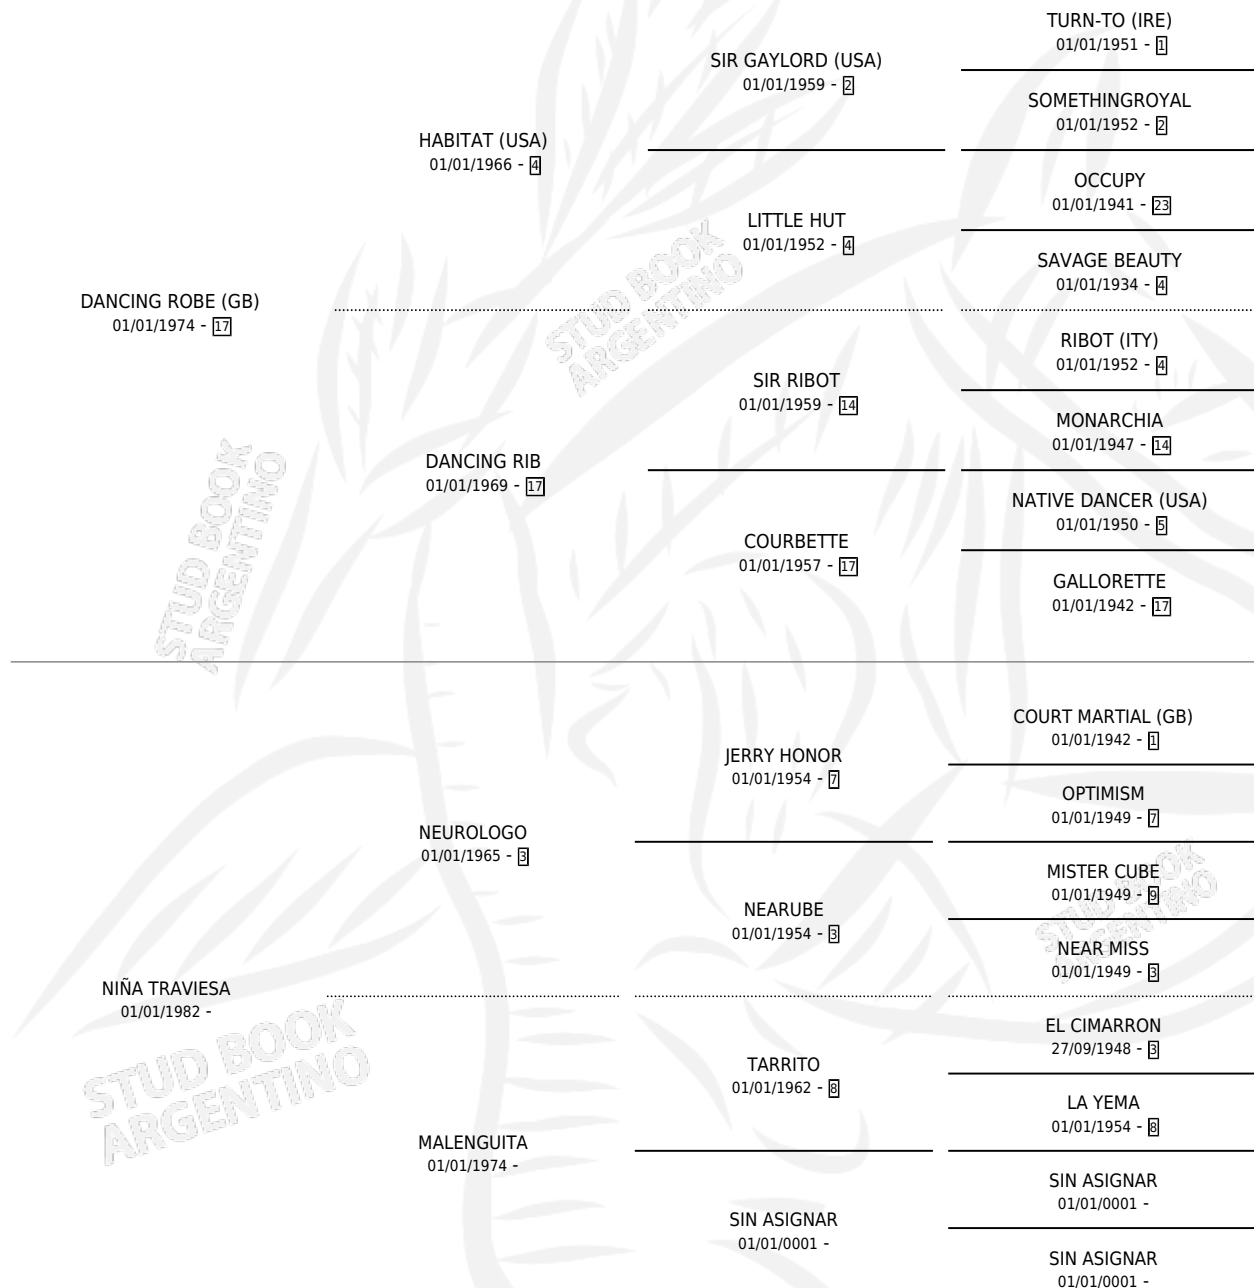 TURN-TO (IRE)
01/01/1951 - 1
SIR GAYLORD (USA)
01/01/1959 - 2
SOMETHINGROYAL
01/01/1952 - 2
HABITAT (USA)
01/01/1966 - 4
OCCUPY
01/01/1941 - 23
LITTLE HUT
01/01/1952 - 4
SAVAGE BEAUTY
01/01/1934 - 4
DANCING ROBE (GB)
01/01/1974 - 17
RIBOT (ITY)
01/01/1952 - 4
SIR RIBOT
01/01/1959 - 14
MONARCHIA
01/01/1947 - 14
DANCING RIB
01/01/1969 - 17
NATIVE DANCER (USA)
01/01/1950 - 5
COURBETTE
01/01/1957 - 17
GALLORETTE
01/01/1942 - 17
COURT MARTIAL (GB)
01/01/1942 - 1
JERRY HONOR
01/01/1954 - 7
OPTIMISM
01/01/1949 - 7
NEUROLOGO
01/01/1965 - 3
MISTER CUBE
01/01/1949 - 9
NEARUBE
01/01/1954 - 3
NEAR MISS
01/01/1949 - 3
NIÑA TRAVIESA
01/01/1982 -
EL CIMARRON
27/09/1948 - 3
TARRITO
01/01/1962 - 8
LA YEMA
01/01/1954 - 8
MALENGUITA
01/01/1974 -
SIN ASIGNAR
01/01/0001 -
SIN ASIGNAR
01/01/0001 -
SIN ASIGNAR
01/01/0001 -
STUD BOOK
ARGENTINO
STUD BOOK
ARGENTINO
STUD BOOK
ARGENTINO
STUD BOOK
ARGENTINO